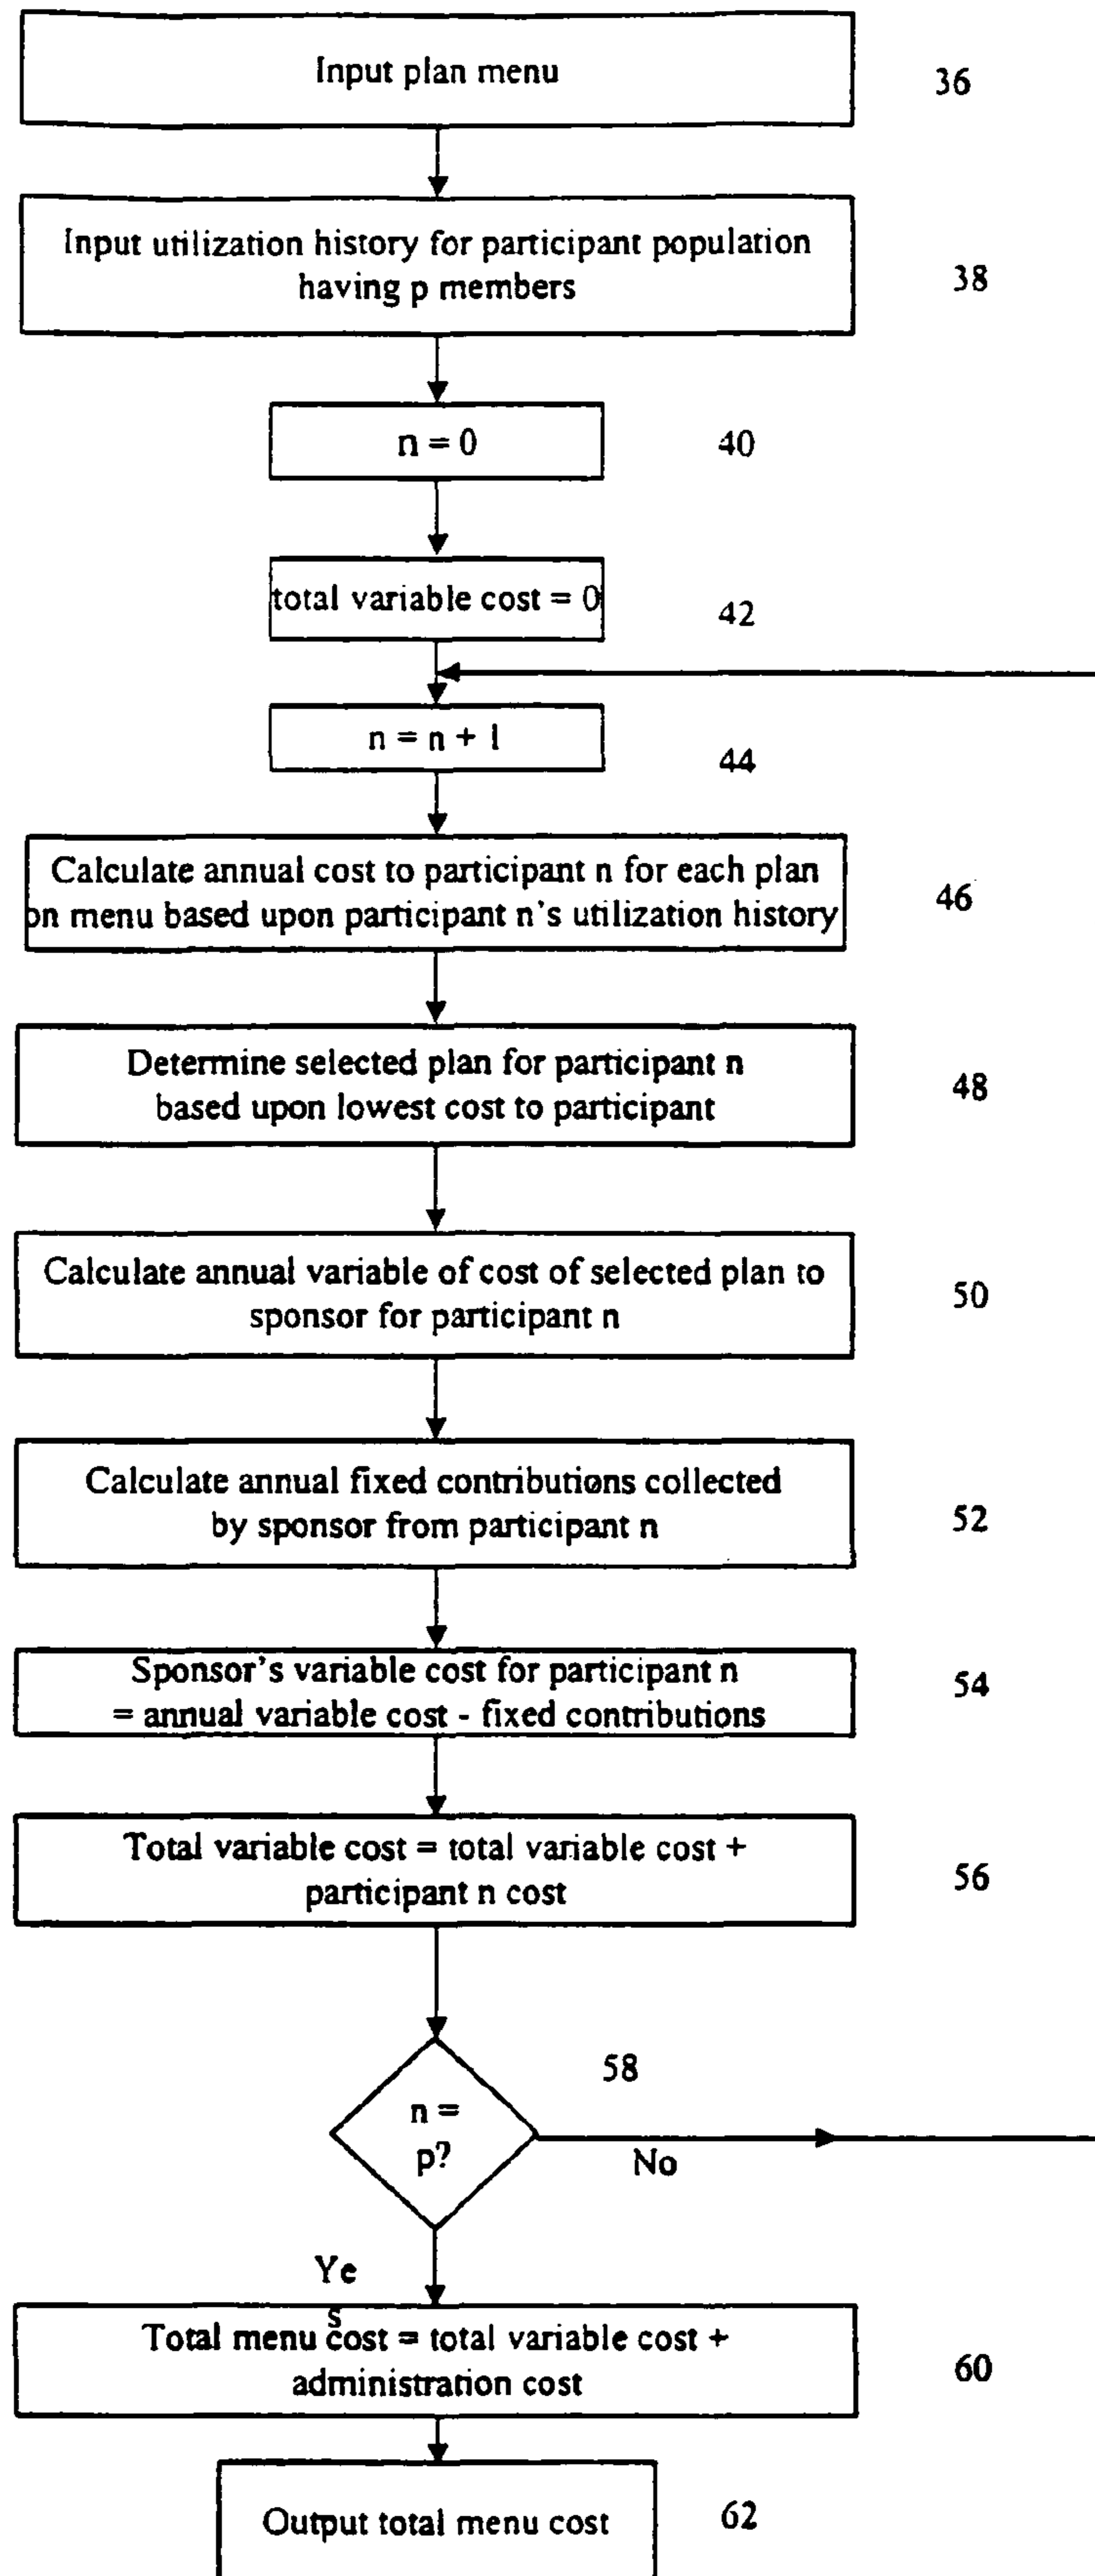 Input plan menu
36
Input utilization history for participant population
having p members
38
n = 0
40
total variable cost = 0
42
n = n + 1
44
Calculate annual cost to participant n for each plan
on menu based upon participant n's utilization history
46
Determine selected plan for participant n
based upon lowest cost to participant
48
Calculate annual variable of cost of selected plan to
sponsor for participant n
50
Calculate annual fixed contributions collected
by sponsor from participant n
52
Sponsor's variable cost for participant n
= annual variable cost - fixed contributions
54
Total variable cost = total variable cost +
participant n cost
56
58
n =
p?
No
Ye
s
Total menu cost = total variable cost +
administration cost
60
Output total menu cost
62